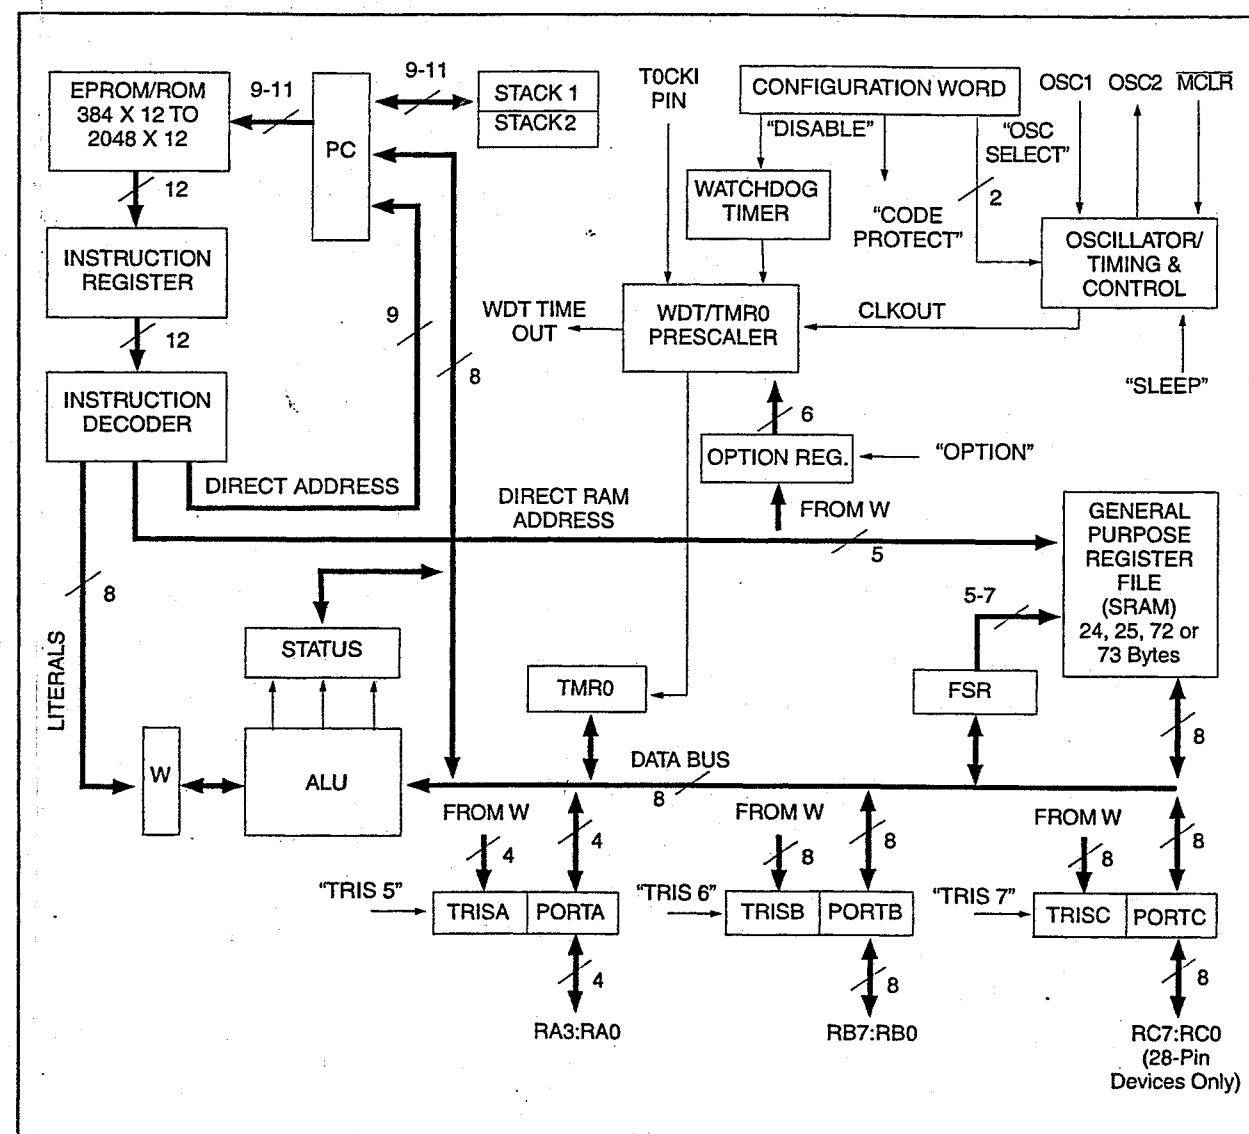 EPROM/ROM
384 X 12 TO
2048 X 12
9-11
PC
9-11
STACK 1
STACK2
T0CKI
PIN
CONFIGURATION WORD
OSC1
OSC2
MCLR
"DISABLE"
"OSC
SELECT"
2
12
WATCHDOG
TIMER
"CODE
PROTECT"
INSTRUCTION
REGISTER
OSCILLATOR/
TIMING &
CONTROL
12
9
8
WDT TIME
OUT
WDT/TMR0
PRESCALER
CLKOUT
"SLEEP"
INSTRUCTION
DECODER
6
OPTION REG.
"OPTION"
DIRECT ADDRESS
DIRECT RAM
ADDRESS
FROM W
5
GENERAL
PURPOSE
REGISTER
FILE
(SRAM)
24, 25, 72 or
73 Bytes
8
LITERALS
5-7
STATUS
TMR0
FSR
8
W
ALU
DATA BUS
8
FROM W
4
4
FROM W
8
8
FROM W
8
8
"TRIS 5"
TRISA
PORTA
"TRIS 6"
TRISB
PORTB
"TRIS 7"
TRISC
PORTC
4
8
8
RA3:RA0
RB7:RB0
RC7:RC0
(28-Pin
Devices Only)